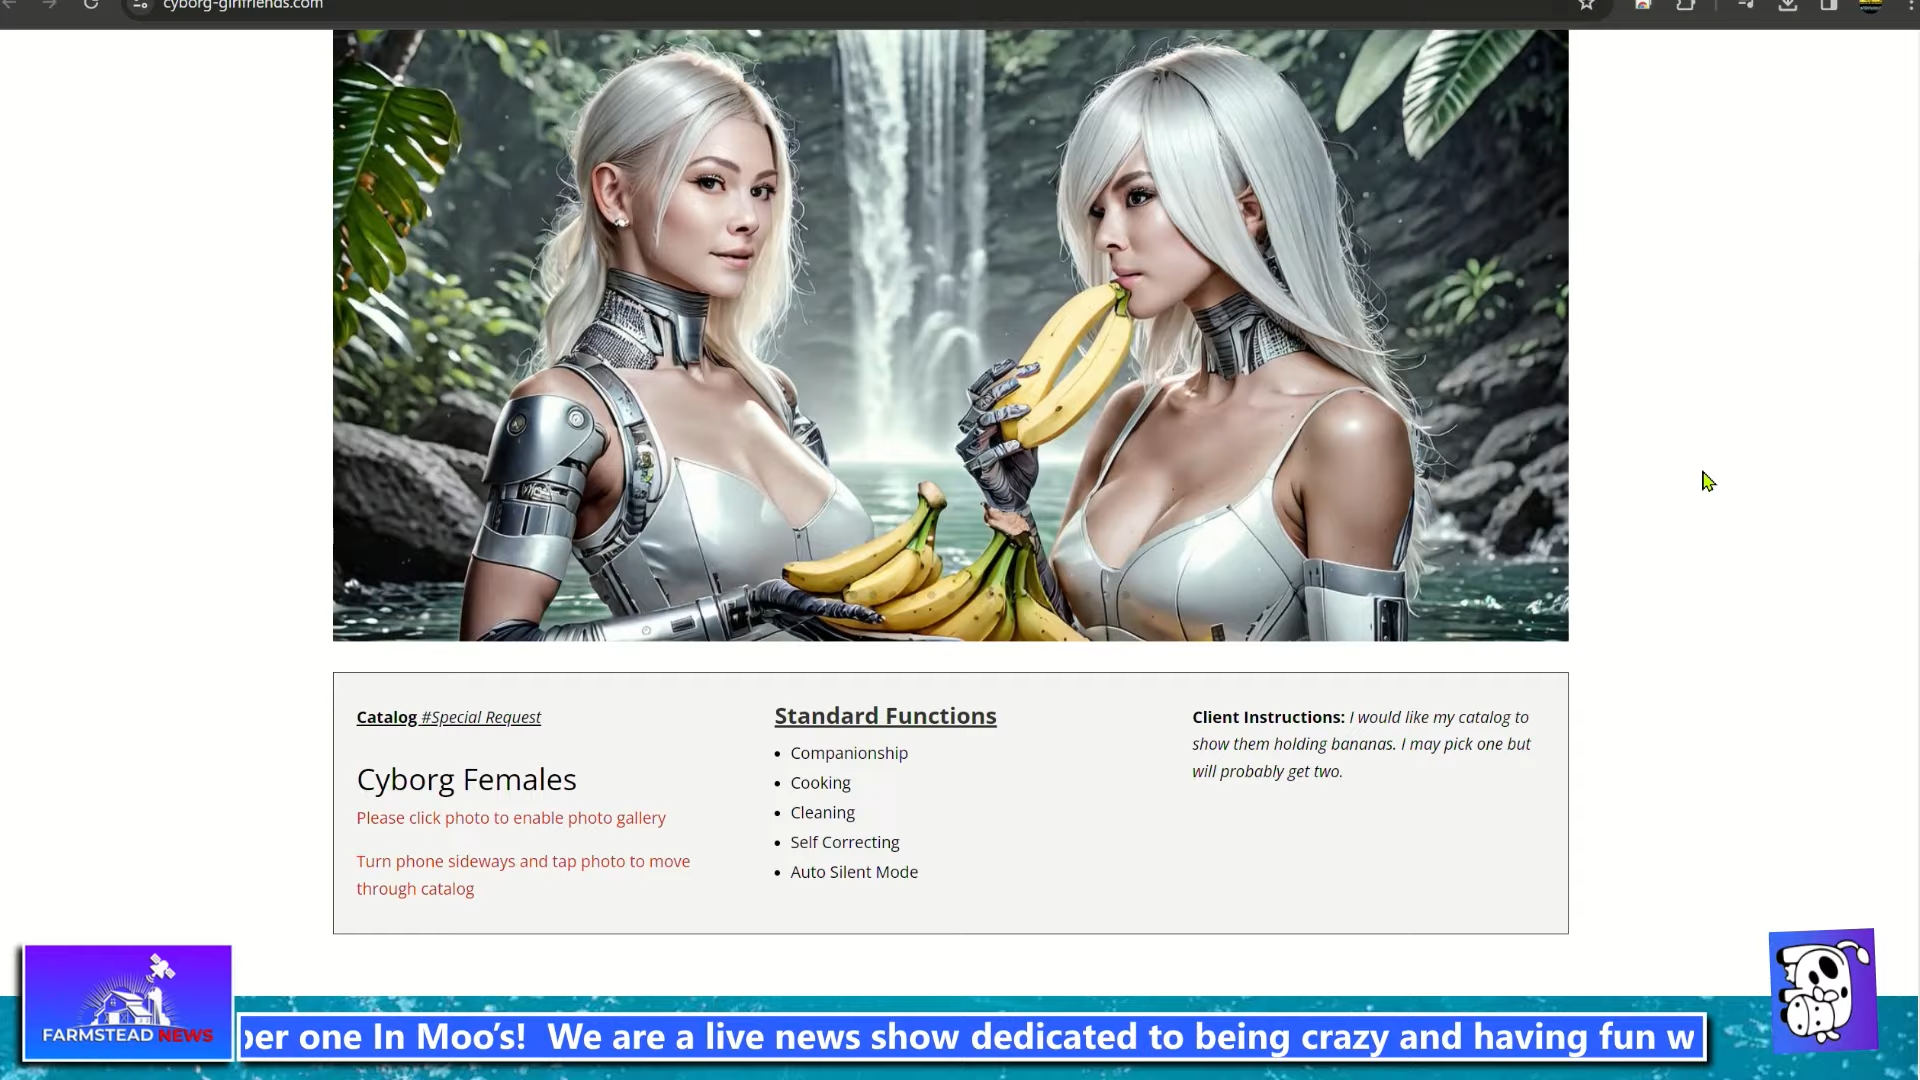 cyborg-girlfriends.com
Catalog #Special Request
Cyborg Females
Please click photo to enable photo gallery
Turn phone sideways and tap photo to move
through catalog
Standard Functions
Companionship
Cooking
Cleaning
Self Correcting
Auto Silent Mode
Client Instructions: I would like my catalog to
show them holding bananas. I may pick one but
will probably get two.
FARMSTEAD NEWS
ber one In Moo’s!  We are a live news show dedicated to being crazy and having fun w